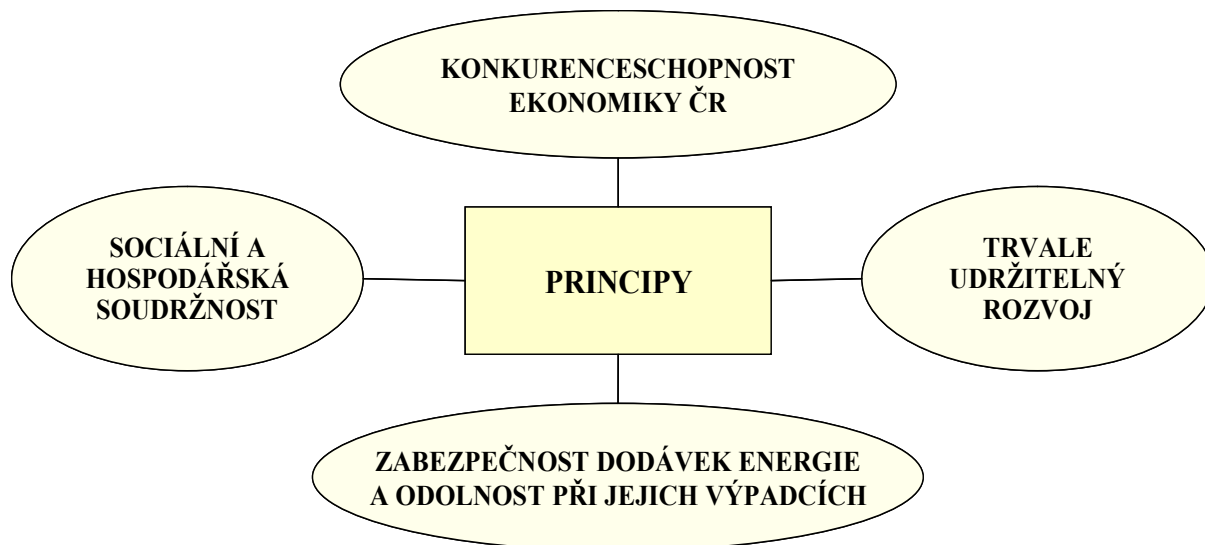 KONKURENCESCHOPNOST
EKONOMIKY ČR
SOCIÁLNÍ A
HOSPODÁŘSKÁ
SOUDRŽNOST
PRINCIPY
TRVALE
UDRŽITELNÝ
ROZVOJ
ZABEZPEČNOST DODÁVEK ENERGIE
A ODOLNOST PŘI JEJICH VÝPADCÍCH